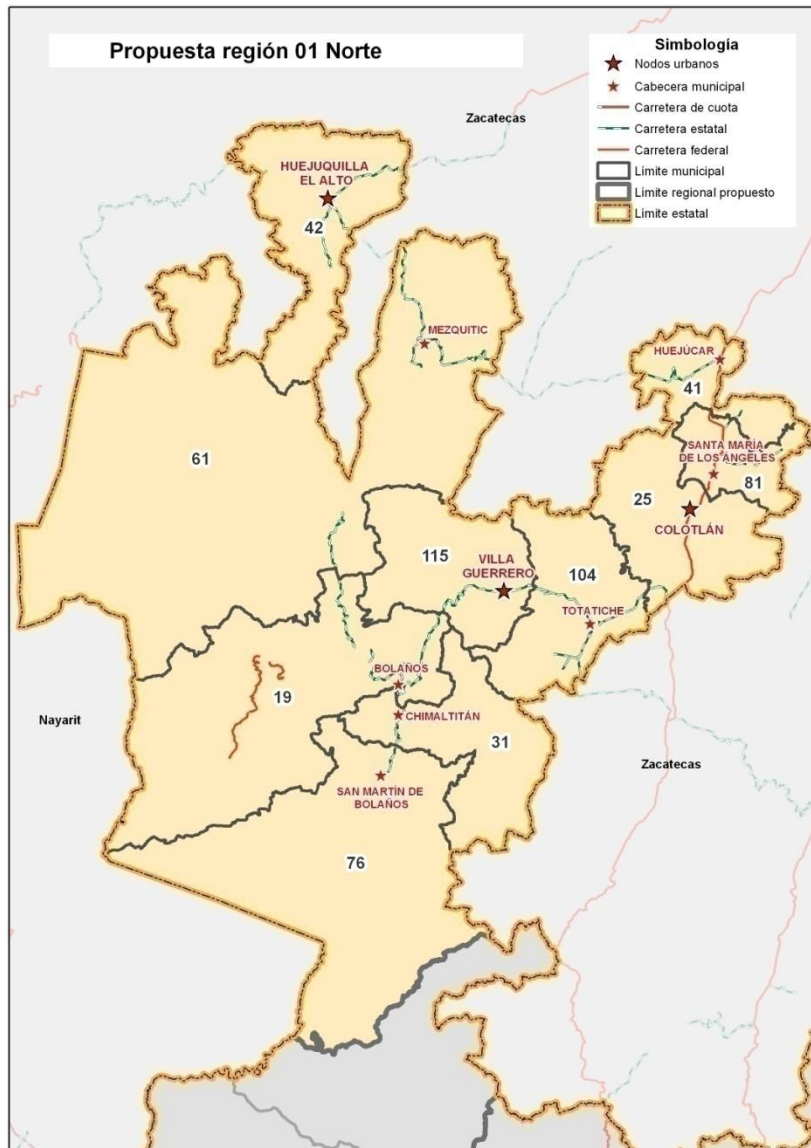 Propuesta región 01 Norte
Simbología
Nodos urbanos
Cabecera municipal
Carretera de cuota
Carretera estatal
Carretera federal
Límite municipal
Límite regional propuesto
Límite estatal
Zacatecas
HUEJUQUILLA
EL ALTO
42
MEZQUITIC
HUEJÚCAR
41
SANTA MARÍA
DE LOS ANGELES
81
61
25
COLOTLÁN
115
VILLA
GUERRERO
104
TOTATICHE
BOLAÑOS
19
CHIMALTITÁN
31
Nayarit
Zacatecas
SAN MARTÍN DE
BOLAÑOS
76